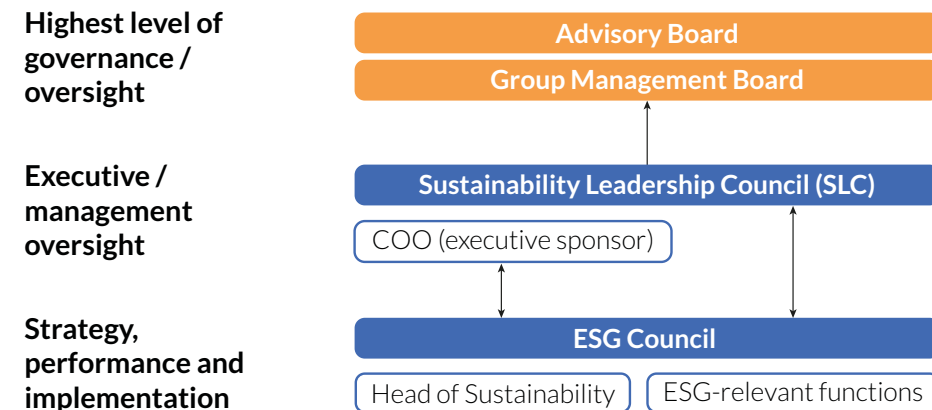 Highest level of
governance /
oversight
Advisory Board
Group Management Board
Executive /
management
oversight
Sustainability Leadership Council (SLC)
COO (executive sponsor)
Strategy,
performance and
implementation
ESG Council
Head of Sustainability
ESG-relevant functions